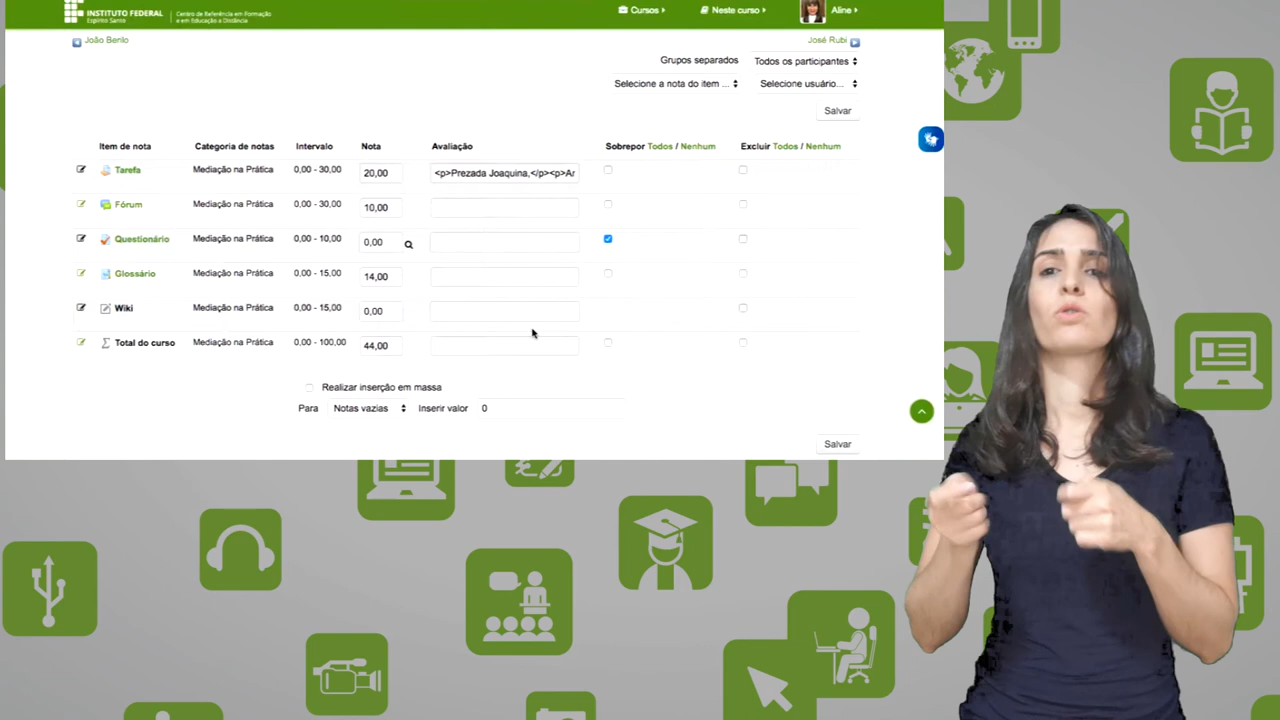 INSTITUTO FEDERAL
Espírito Santo
Centro de Referência em Formação
e em Educação a Distância
Cursos
Neste curso
Aline
João Berilo
José Rubi
Grupos separados Todos os participantes
Selecione a nota do item ... Selecione usuário...
Salvar
Item de nota Categoria de notas Intervalo Nota Avaliação Sobrepor Todos / Nenhum Excluir Todos / Nenhum
Tarefa Mediação na Prática 0,00 - 30,00 20,00 <p>Prezada Joaquina,</p><p>Ar
Fórum Mediação na Prática 0,00 - 30,00 10,00
Questionário Mediação na Prática 0,00 - 10,00 0,00
Glossário Mediação na Prática 0,00 - 15,00 14,00
Wiki Mediação na Prática 0,00 - 15,00 0,00
Σ Total do curso Mediação na Prática 0,00 - 100,00 44,00
Realizar inserção em massa
Para Notas vazias Inserir valor 0
Salvar